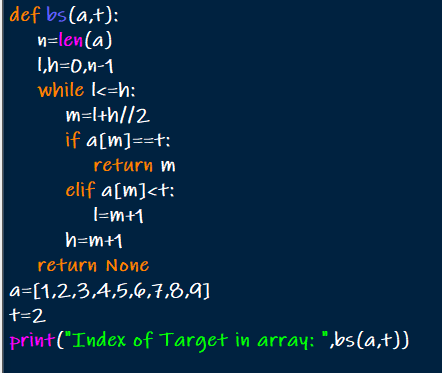 def bs(a,t):
n=len(a)
l,h=0,n-1
while l<=h:
m=l+h//2
if a[m]==t:
return m
elif a[m]<t:
l=m+1
h=m+1
return None
a=[1,2,3,4,5,6,7,8,9]
t=2
print("Index of Target in array: ",bs(a,t))